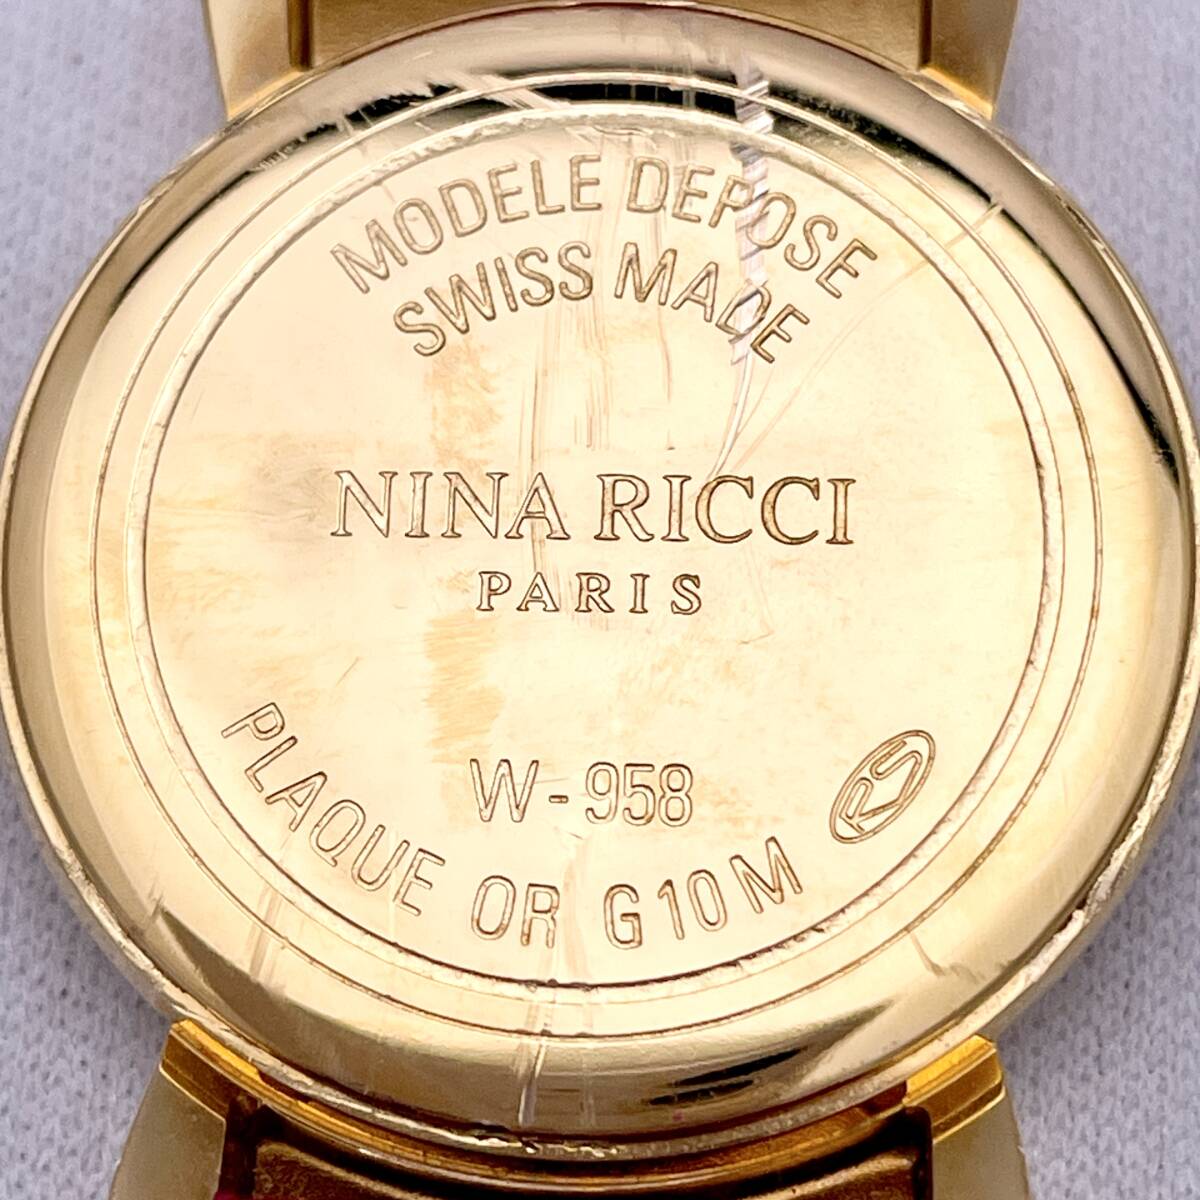 MODELE DEPOSE
SWISS MADE
NINA RICCI
PARIS
W-958
RS
PLAQUE OR G10M